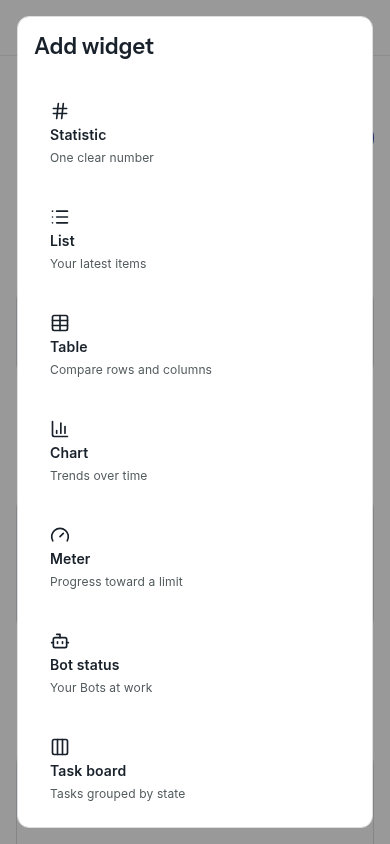 Add widget
Statistic
One clear number
List
Your latest items
Table
Compare rows and columns
Chart
Trends over time
Meter
Progress toward a limit
Bot status
Your Bots at work
Task board
Tasks grouped by state